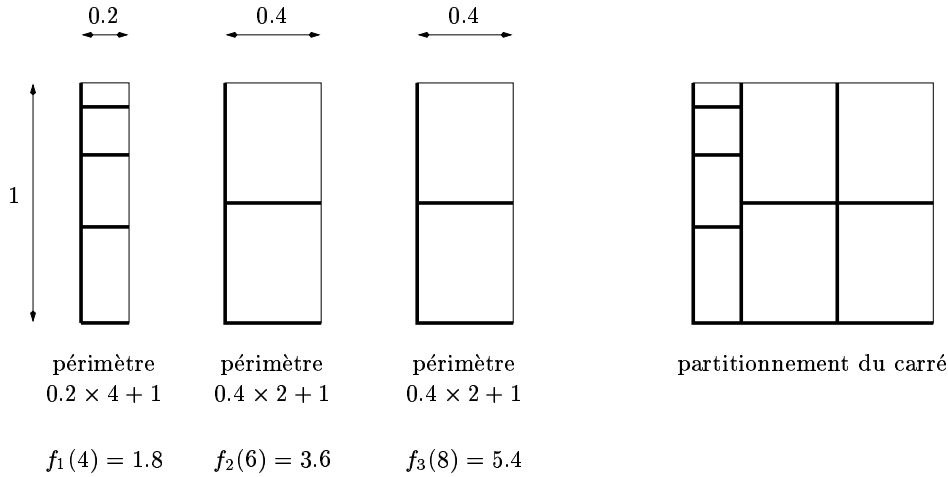 0.2 0.4 0.4
1
périmètre périmètre périmètre partitionnement du carré
0.2 × 4 + 1 0.4 × 2 + 1 0.4 × 2 + 1
f₁(4) = 1.8 f₂(6) = 3.6 f₃(8) = 5.4